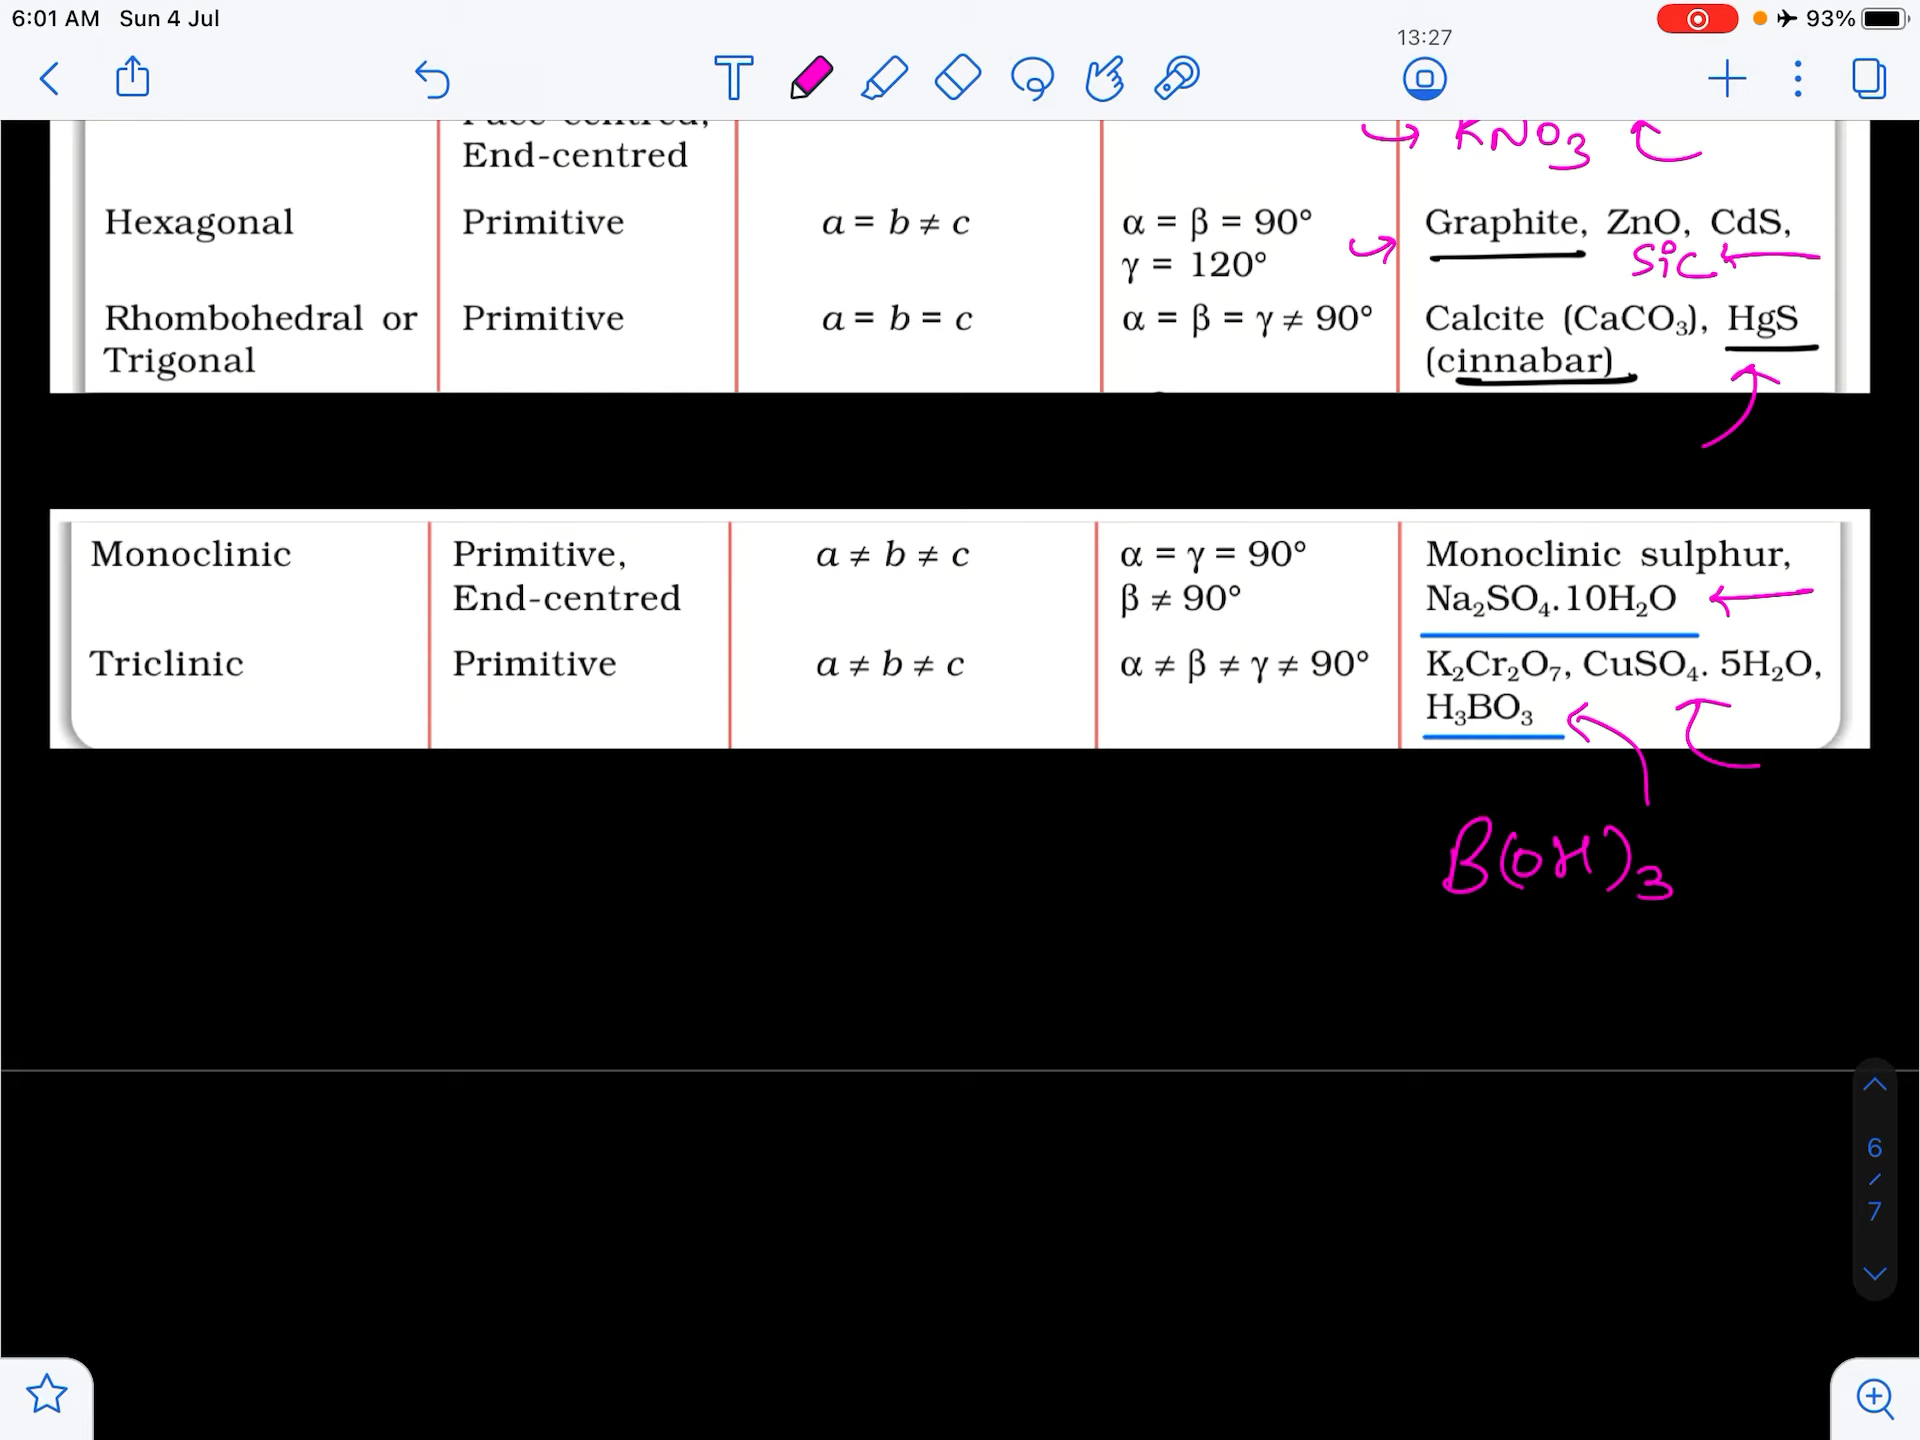 6:01 AM Sun 4 Jul
93%
13:27
End-centred
KNO3
Hexagonal Primitive a = b ≠ c α = β = 90° Graphite, ZnO, CdS,
γ = 120° SiC
Rhombohedral or Primitive a = b = c α = β = γ ≠ 90° Calcite (CaCO₃), HgS
Trigonal (cinnabar)
Monoclinic Primitive, a ≠ b ≠ c α = γ = 90° Monoclinic sulphur,
End-centred β ≠ 90° Na₂SO₄.10H₂O
Triclinic Primitive a ≠ b ≠ c α ≠ β ≠ γ ≠ 90° K₂Cr₂O₇, CuSO₄. 5H₂O,
H₃BO₃
B(OH)3
6
/
7